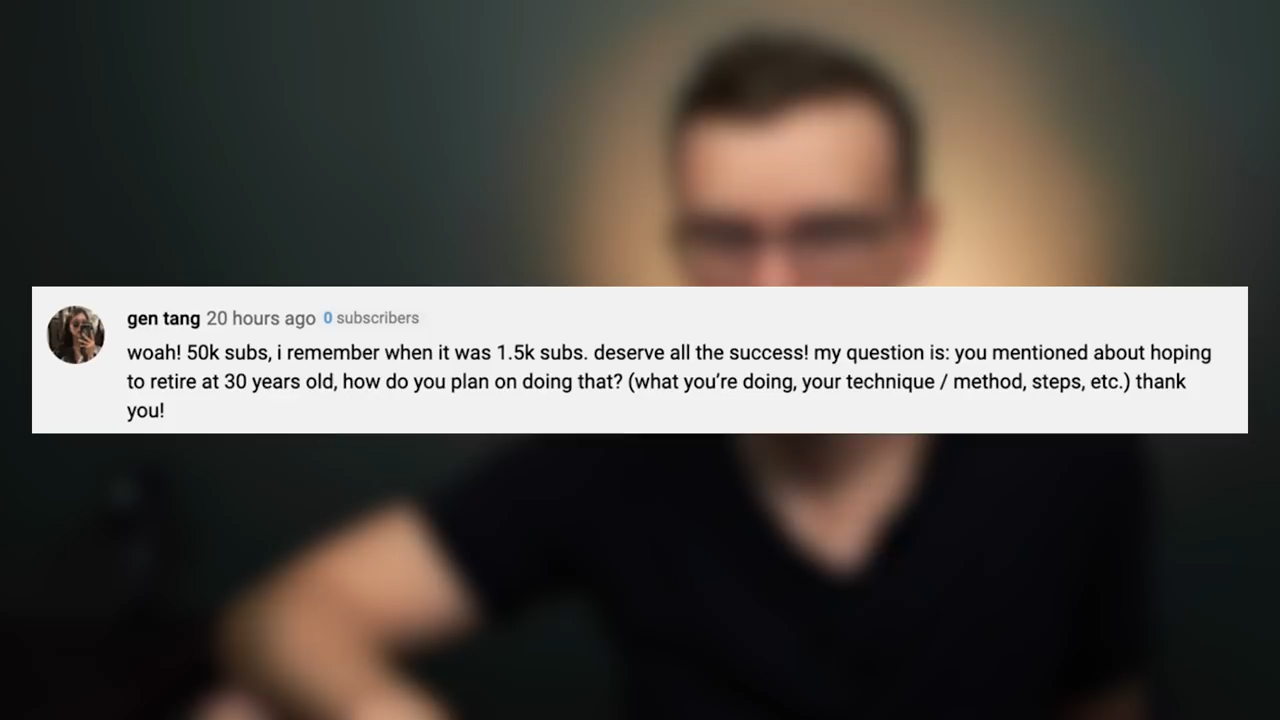 gen tang 20 hours ago 0 subscribers
woah! 50k subs, i remember when it was 1.5k subs. deserve all the success! my question is: you mentioned about hoping
to retire at 30 years old, how do you plan on doing that? (what you’re doing, your technique / method, steps, etc.) thank
you!